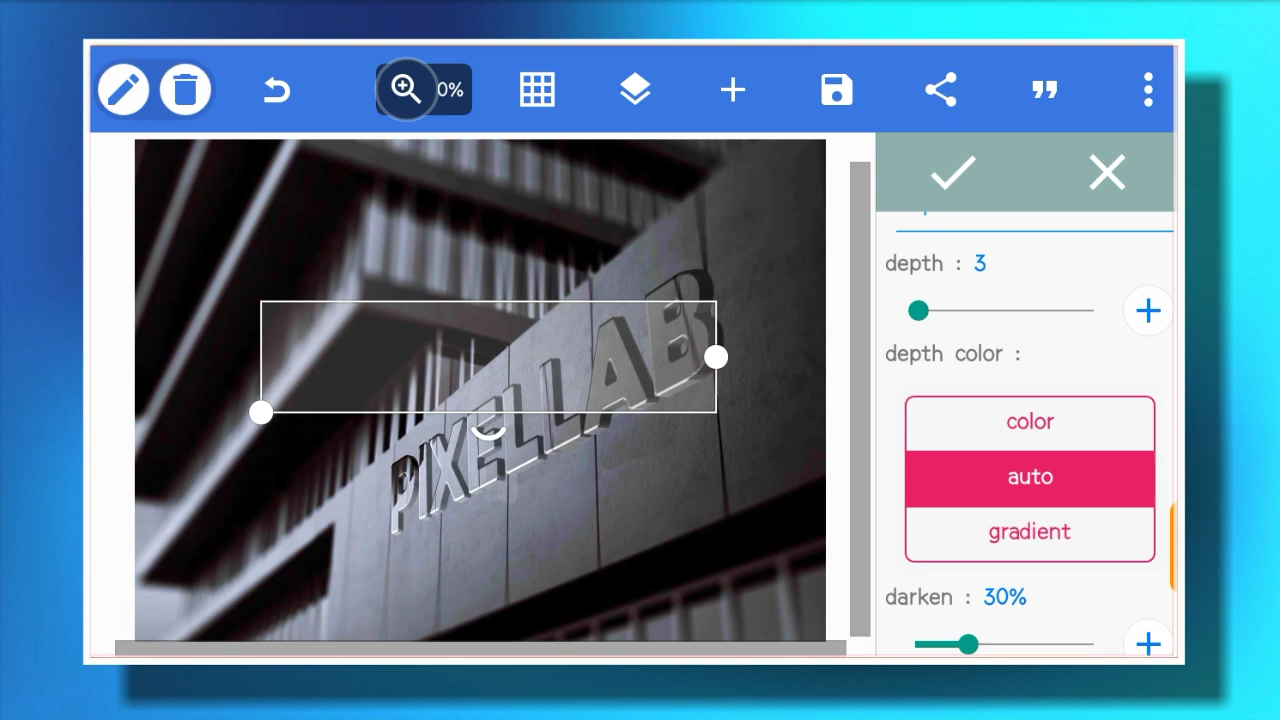 0%
depth : 3
depth color :
color
auto
gradient
darken : 30%
PIXELLAB